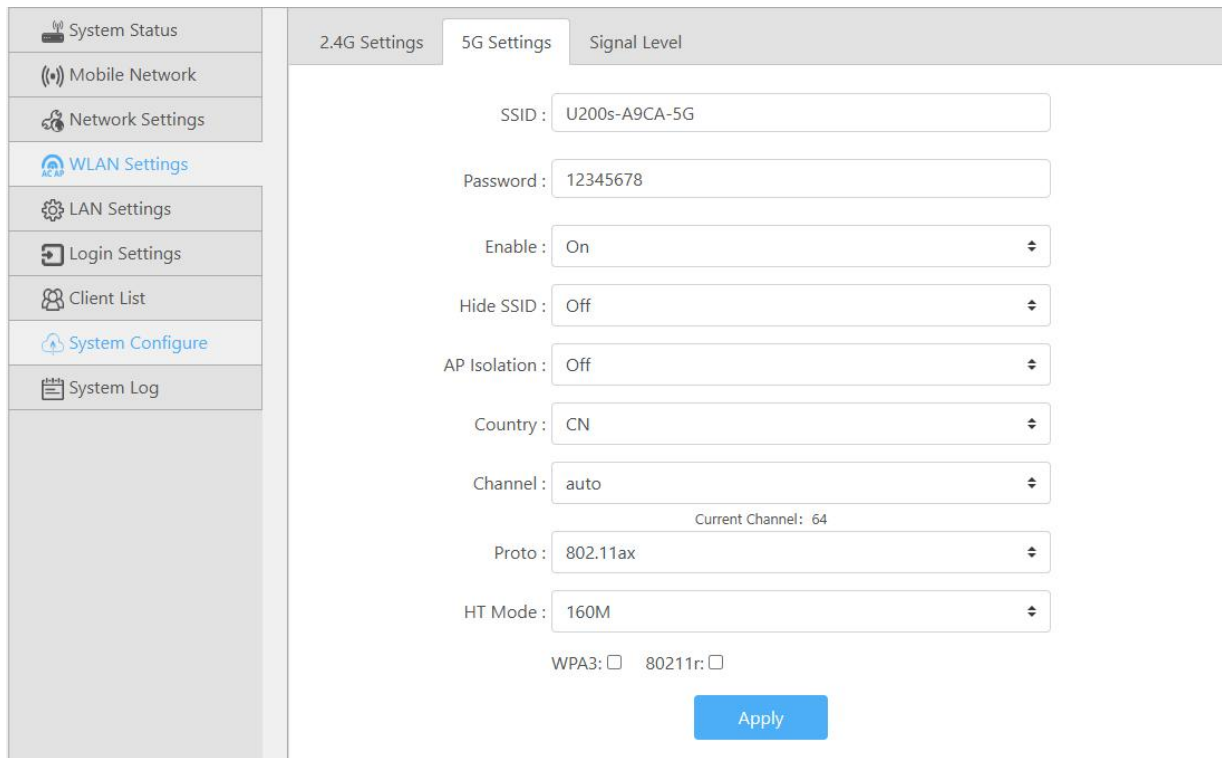 System Status
Mobile Network
Network Settings
AC AP
WLAN Settings
LAN Settings
Login Settings
Client List
System Configure
System Log
2.4G Settings
5G Settings
Signal Level
SSID : U200s-A9CA-5G
Password : 12345678
Enable : On
Hide SSID : Off
AP Isolation : Off
Country : CN
Channel : auto
Current Channel: 64
Proto : 802.11ax
HT Mode : 160M
WPA3: 80211r:
Apply